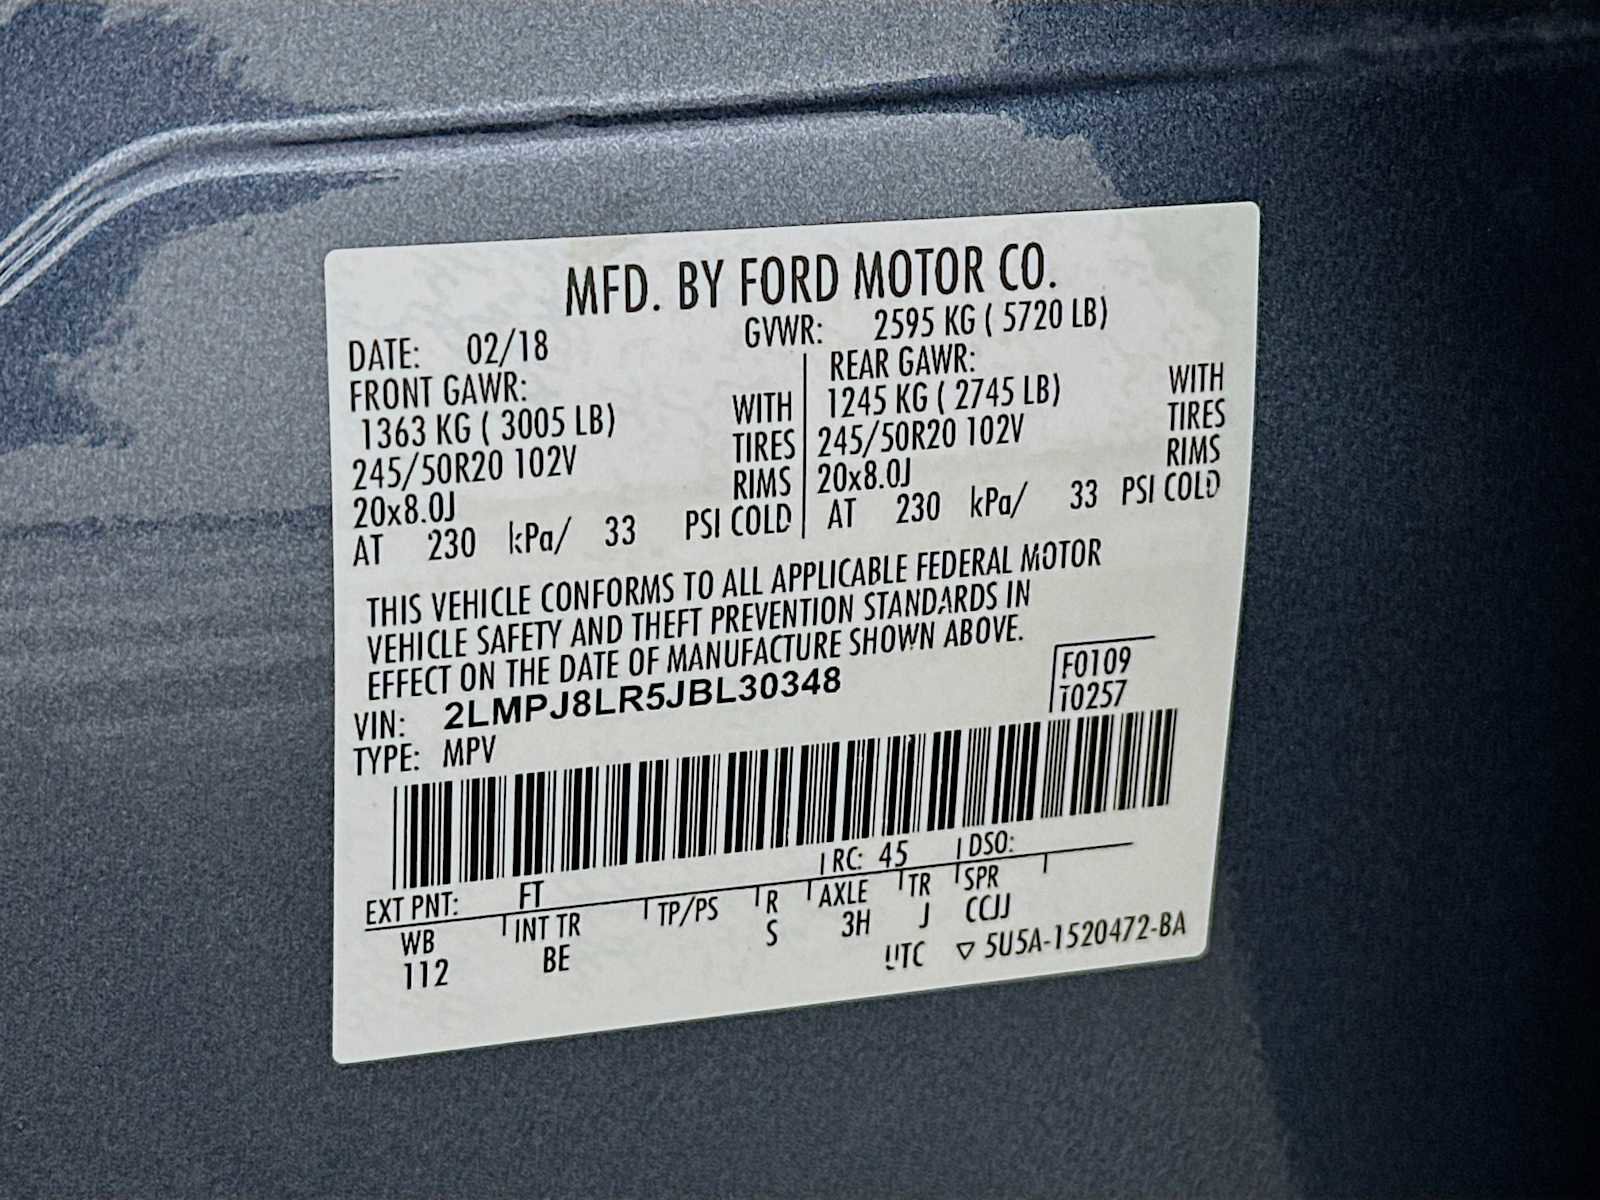 MFD. BY FORD MOTOR CO.
DATE: 02/18 GVWR: 2595 KG ( 5720 LB)
FRONT GAWR: REAR GAWR:
1363 KG ( 3005 LB) WITH 1245 KG ( 2745 LB) WITH
245/50R20 102V TIRES 245/50R20 102V TIRES
20x8.0J RIMS 20x8.0J RIMS
AT 230 kPa/ 33 PSI COLD AT 230 kPa/ 33 PSI COLD
THIS VEHICLE CONFORMS TO ALL APPLICABLE FEDERAL MOTOR
VEHICLE SAFETY AND THEFT PREVENTION STANDARDS IN
EFFECT ON THE DATE OF MANUFACTURE SHOWN ABOVE.
VIN: 2LMPJ8LR5JBL30348 F0109
TYPE: MPV T0257
EXT PNT: FT RC: 45 DSO:
WB INT TR TP/PS R AXLE TR SPR
112 BE S 3H J CCJJ
UTC ▽ 5U5A-1520472-BA